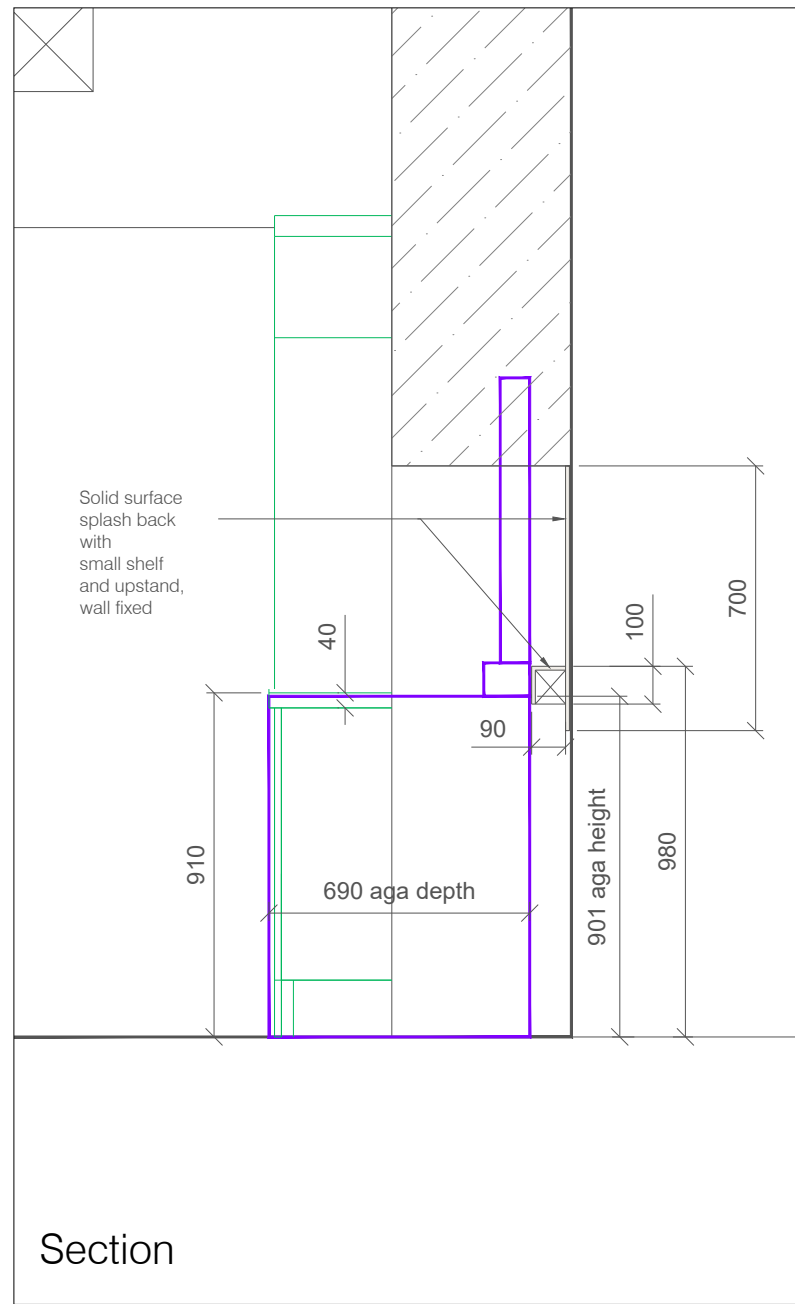 Solid surface
splash back
with
small shelf
and upstand,
wall fixed
40
100
700
90
910
690 aga depth
901 aga height
980
Section